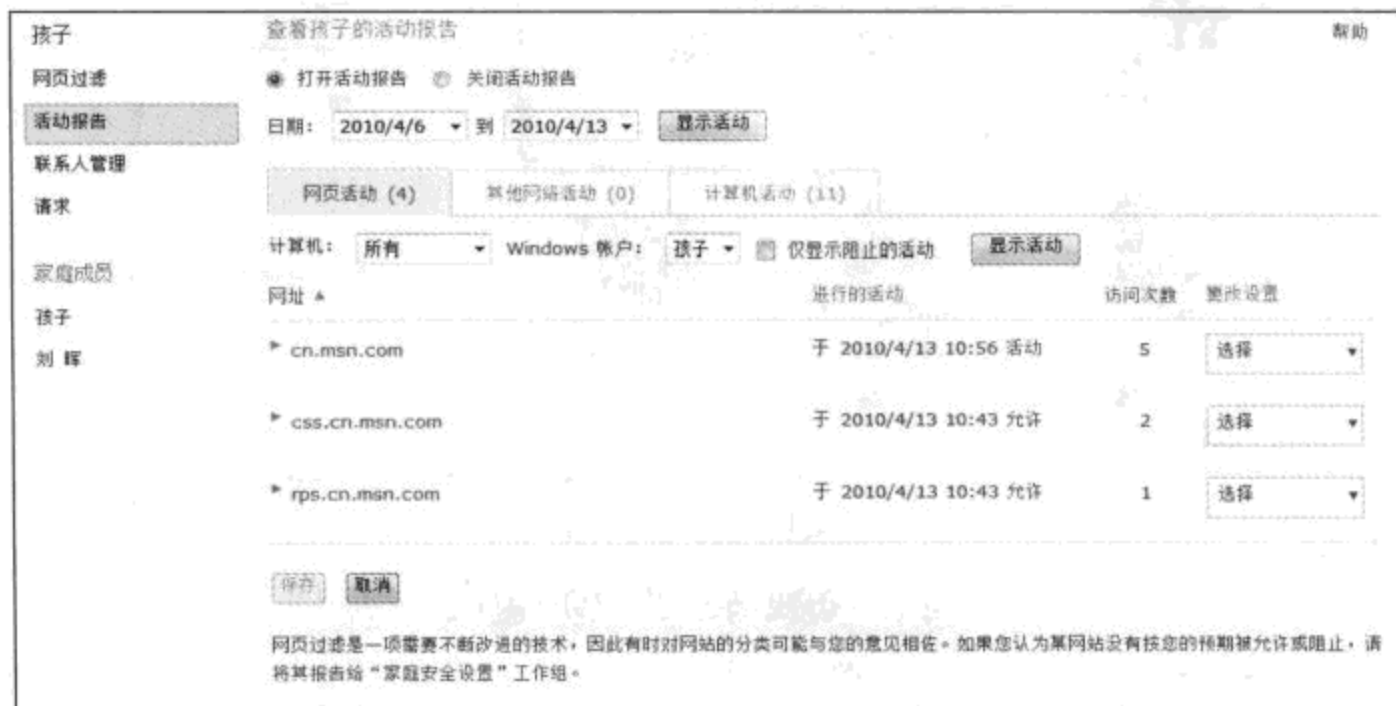 孩子
网页过滤
活动报告
联系人管理
请求
家庭成员
孩子
刘 晖
查看孩子的活动报告
帮助
打开活动报告 关闭活动报告
日期: 2010/4/6 到 2010/4/13 显示活动
网页活动 (4) 其他网络活动 (0) 计算机活动 (11)
计算机: 所有 Windows 帐户: 孩子 仅显示阻止的活动 显示活动
网址 进行的活动 访问次数 更改设置
cn.msn.com 于 2010/4/13 10:56 活动 5 选择
css.cn.msn.com 于 2010/4/13 10:43 允许 2 选择
rps.cn.msn.com 于 2010/4/13 10:43 允许 1 选择
保存 取消
网页过滤是一项需要不断改进的技术，因此有时对网站的分类可能与您的意见相佐。如果您认为某网站没有按您的预期被允许或阻止，请
将其报告给“家庭安全设置”工作组。